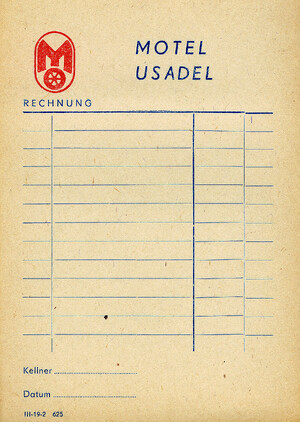 M
MOTEL
USADEL
RECHNUNG
Kellner
Datum
III-19-2 625